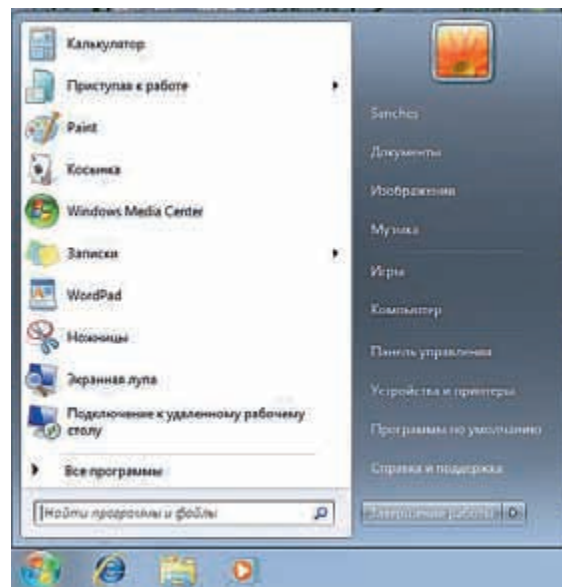 Калькулятор
Приступая к работе
Paint
Косынка
Windows Media Center
Записки
WordPad
Ножницы
Экранная лупа
Подключение к удаленному рабочему
столу
Все программы
Найти программы и файлы
Sanches
Документы
Изображения
Музыка
Игры
Компьютер
Панель управления
Устройства и принтеры
Программы по умолчанию
Справка и поддержка
Завершение работы